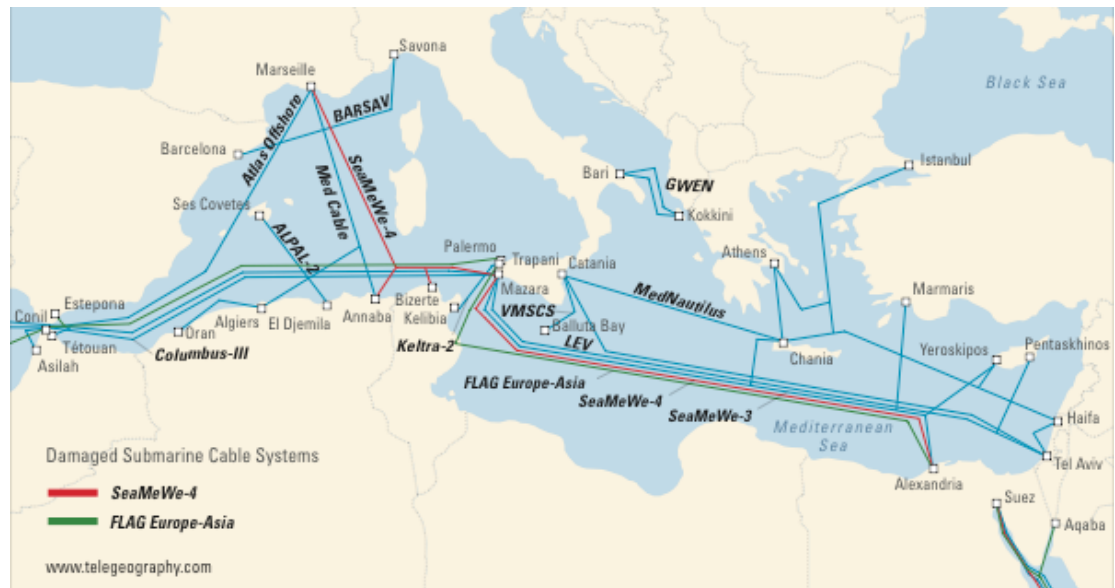 Savona
Marseille
Black Sea
BARSAV
Atlas Offshore
Barcelona
Istanbul
SeaMeWe-4
Bari
GWEN
Med Cable
Ses Covetes
Kokkini
ALPAL-2
Palermo
Trapani
Catania
Athens
Mazara
MedNautilus
Marmaris
Estepona
Bizerte
VMSCS
Conil
Algiers
El Djemila
Annaba
Kelibia
Balluta Bay
Oran
LEV
Chania
Yeroskipos
Pentaskhinos
Tétouan
Columbus-III
Keltra-2
Asilah
FLAG Europe-Asia
SeaMeWe-4
SeaMeWe-3
Mediterranean
Sea
Haifa
Damaged Submarine Cable Systems
Tel Aviv
Alexandria
SeaMeWe-4
Suez
FLAG Europe-Asia
Aqaba
www.telegeography.com